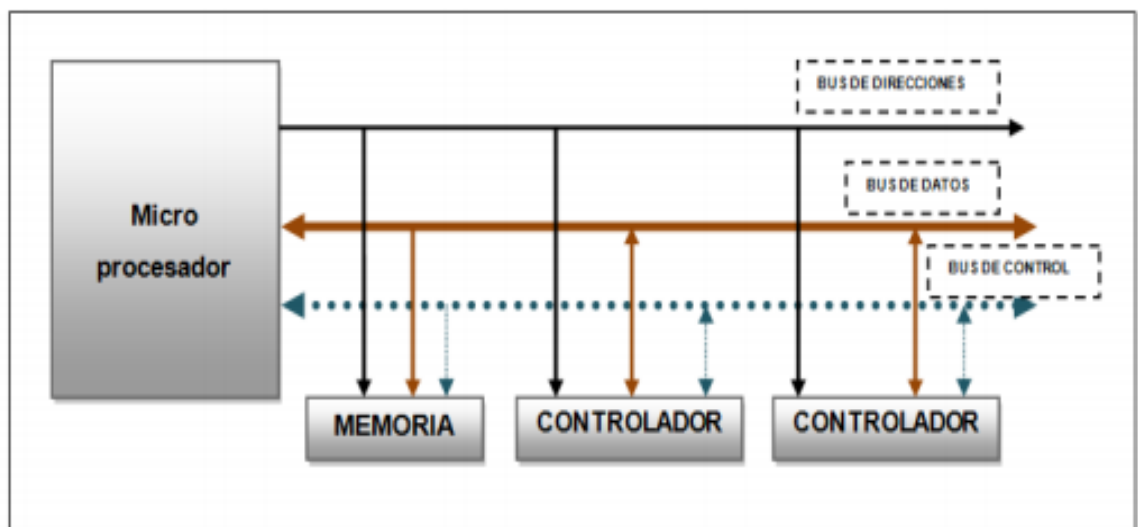 BUS DE DIRECCIONES
BUS DE DATOS
Micro
procesador
BUS DE CONTROL
MEMORIA
CONTROLADOR
CONTROLADOR